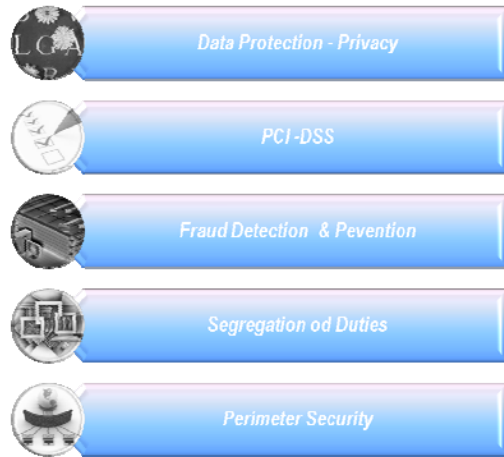 Data Protection - Privacy
PCI -DSS
Fraud Detection & Pevention
Segregation od Duties
Perimeter Security